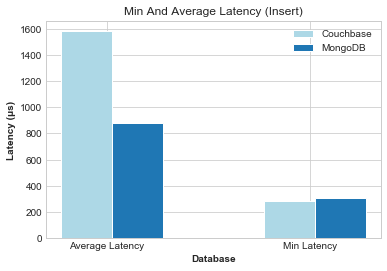 Min And Average Latency (Insert)
Couchbase
MongoDB
1600
1400
1200
1000
800
600
400
200
0
Latency (μs)
Average Latency
Min Latency
Database